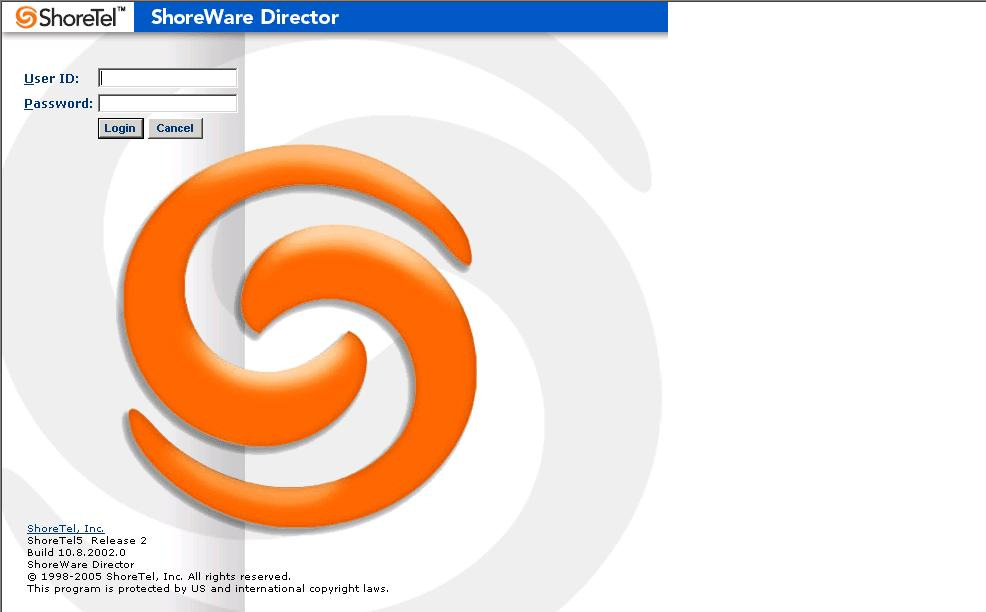 ShoreTel™ ShoreWare Director
User ID:
Password:
Login Cancel
ShoreTel, Inc.
ShoreTel5 Release 2
Build 10.8.2002.0
ShoreWare Director
© 1998-2005 ShoreTel, Inc. All rights reserved.
This program is protected by US and international copyright laws.